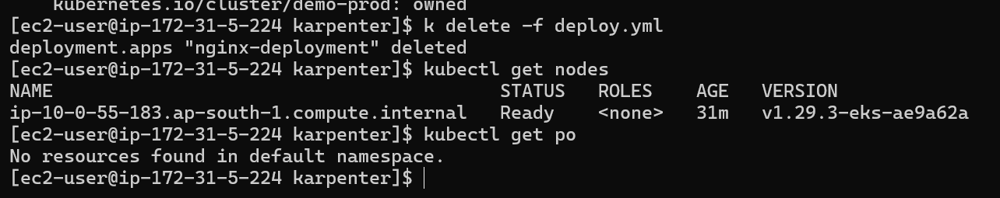 kubernetes.io/cluster/demo-prod: owned
[ec2-user@ip-172-31-5-224 karpenter]$ k delete -f deploy.yml
deployment.apps "nginx-deployment" deleted
[ec2-user@ip-172-31-5-224 karpenter]$ kubectl get nodes
NAME STATUS ROLES AGE VERSION
ip-10-0-55-183.ap-south-1.compute.internal Ready <none> 31m v1.29.3-eks-ae9a62a
[ec2-user@ip-172-31-5-224 karpenter]$ kubectl get po
No resources found in default namespace.
[ec2-user@ip-172-31-5-224 karpenter]$